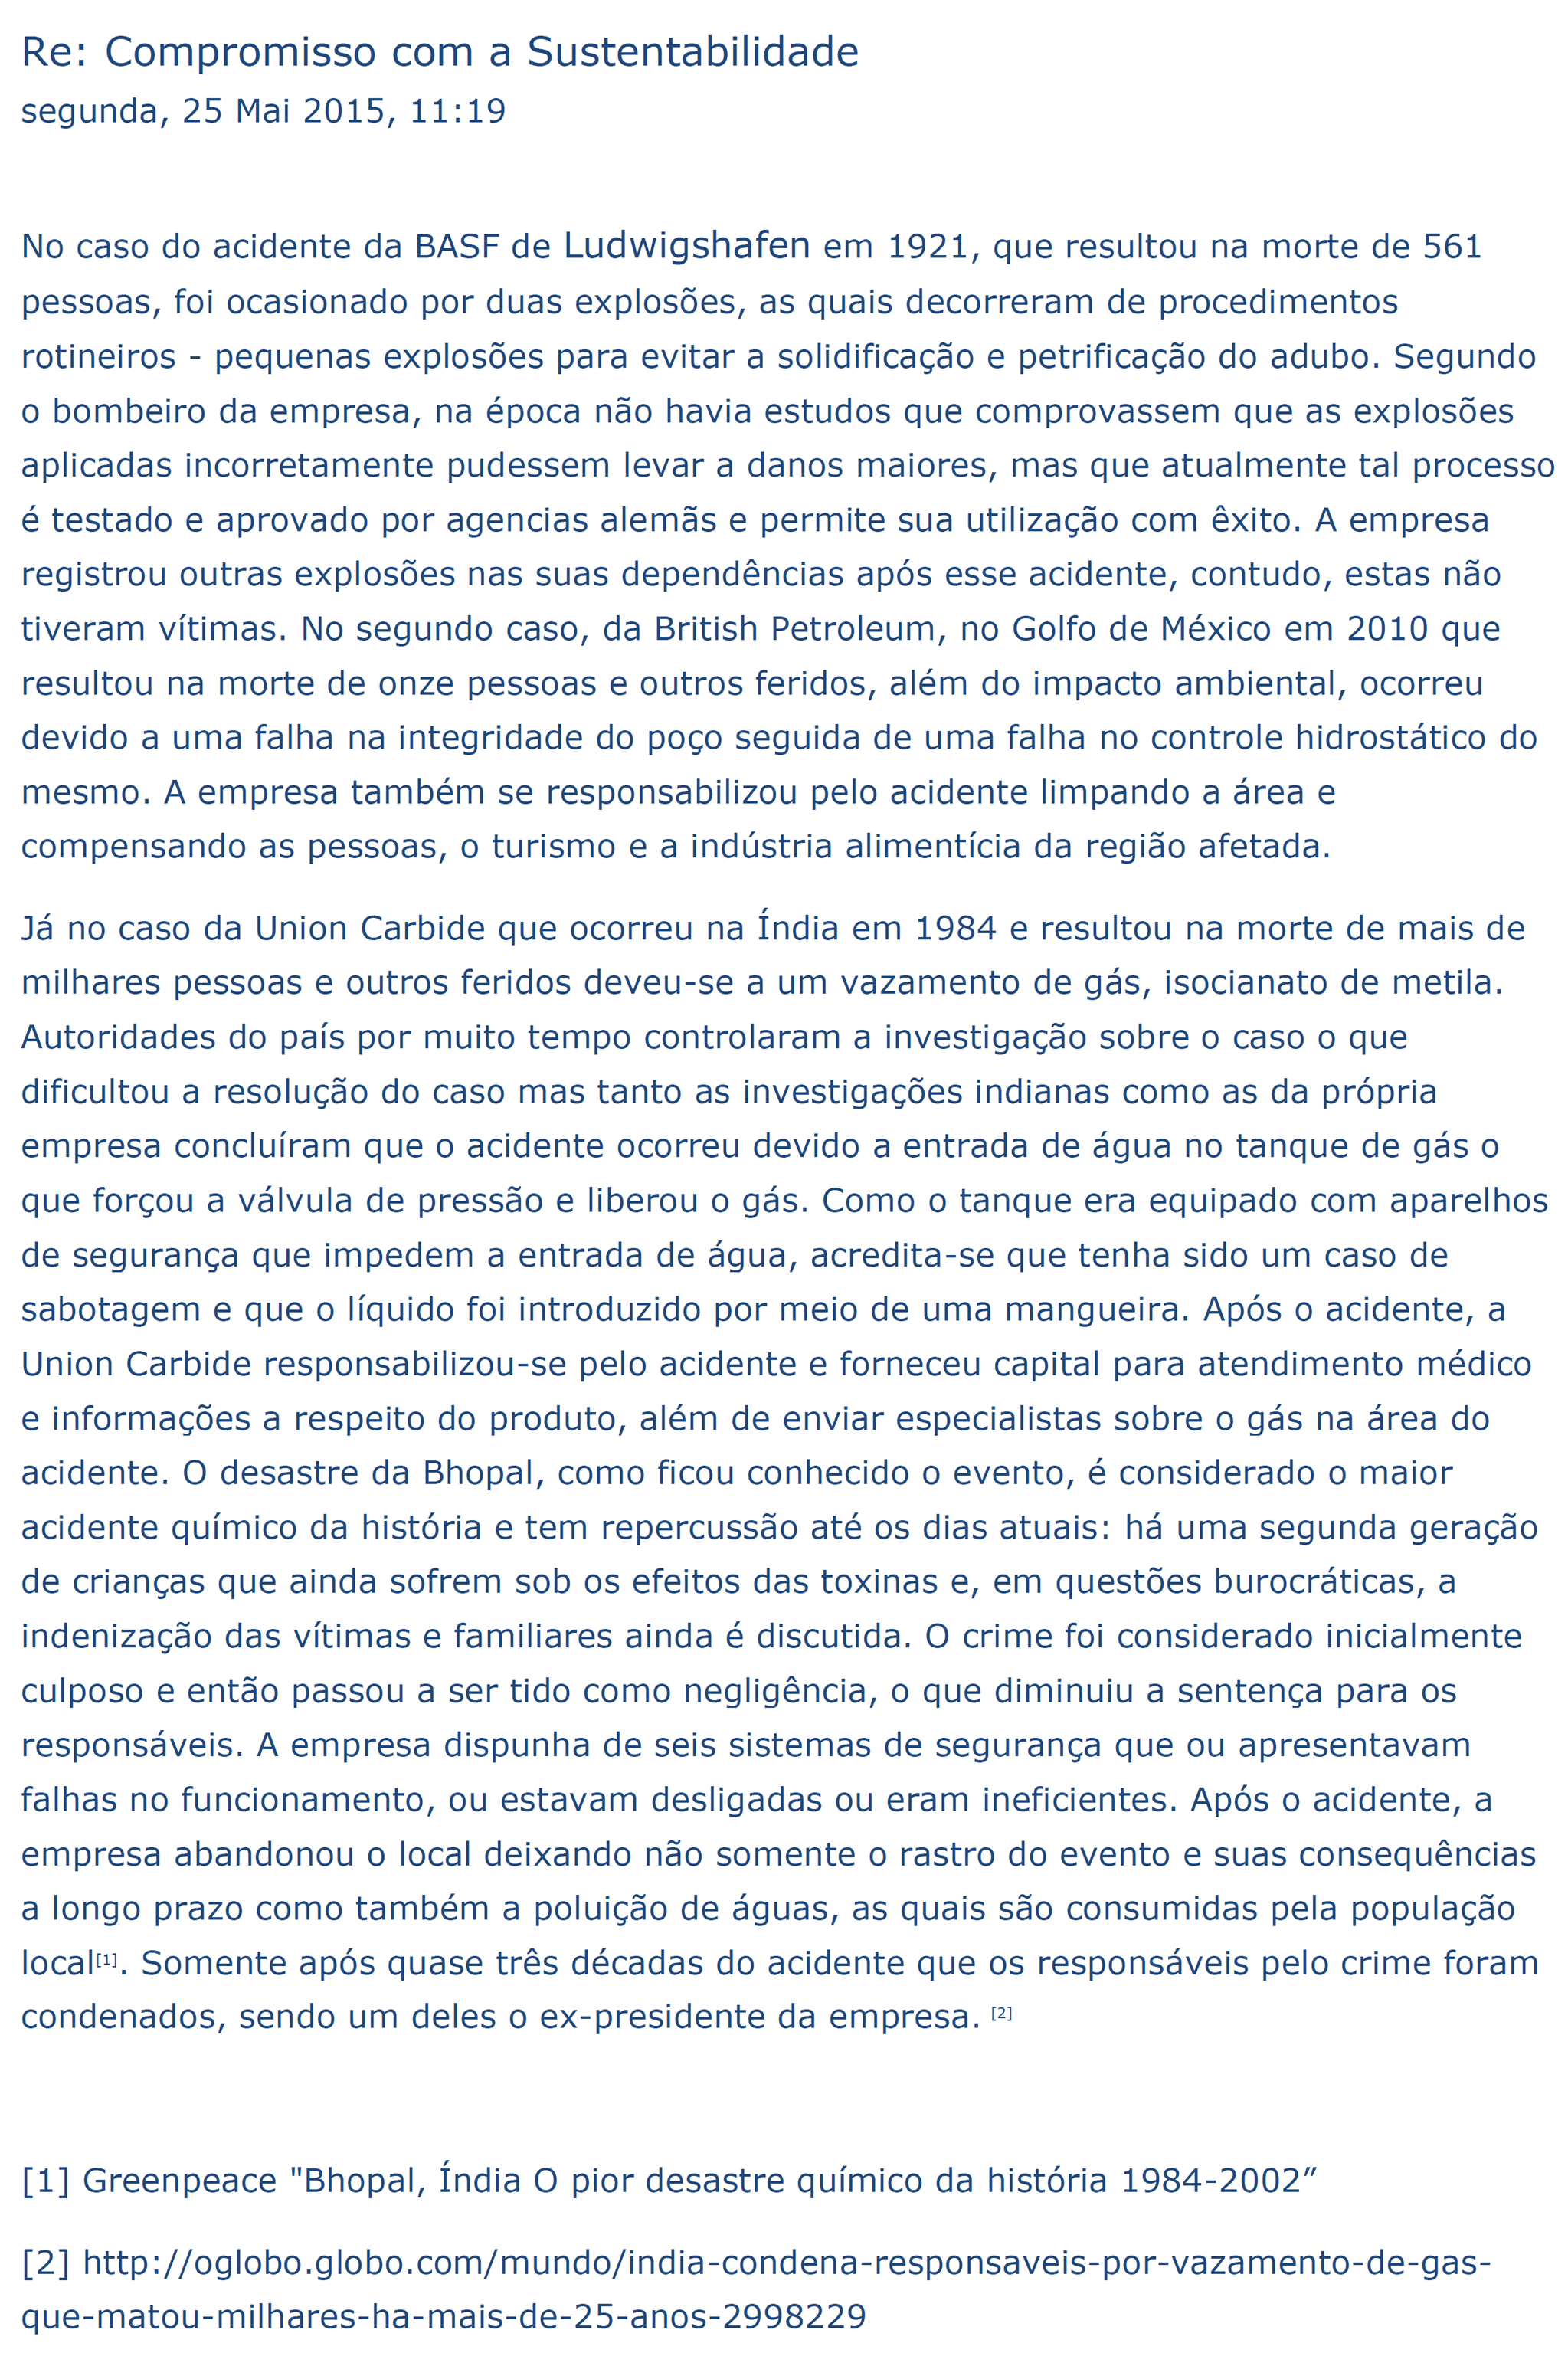 Re: Compromisso com a Sustentabilidade
segunda, 25 Mai 2015, 11:19
No caso do acidente da BASF de Ludwigshafen em 1921, que resultou na morte de 561
pessoas, foi ocasionado por duas explosões, as quais decorreram de procedimentos
rotineiros - pequenas explosões para evitar a solidificação e petrificação do adubo. Segundo
o bombeiro da empresa, na época não havia estudos que comprovassem que as explosões
aplicadas incorretamente pudessem levar a danos maiores, mas que atualmente tal processo
é testado e aprovado por agencias alemãs e permite sua utilização com êxito. A empresa
registrou outras explosões nas suas dependências após esse acidente, contudo, estas não
tiveram vítimas. No segundo caso, da British Petroleum, no Golfo de México em 2010 que
resultou na morte de onze pessoas e outros feridos, além do impacto ambiental, ocorreu
devido a uma falha na integridade do poço seguida de uma falha no controle hidrostático do
mesmo. A empresa também se responsabilizou pelo acidente limpando a área e
compensando as pessoas, o turismo e a indústria alimentícia da região afetada.
Já no caso da Union Carbide que ocorreu na Índia em 1984 e resultou na morte de mais de
milhares pessoas e outros feridos deveu-se a um vazamento de gás, isocianato de metila.
Autoridades do país por muito tempo controlaram a investigação sobre o caso o que
dificultou a resolução do caso mas tanto as investigações indianas como as da própria
empresa concluíram que o acidente ocorreu devido a entrada de água no tanque de gás o
que forçou a válvula de pressão e liberou o gás. Como o tanque era equipado com aparelhos
de segurança que impedem a entrada de água, acredita-se que tenha sido um caso de
sabotagem e que o líquido foi introduzido por meio de uma mangueira. Após o acidente, a
Union Carbide responsabilizou-se pelo acidente e forneceu capital para atendimento médico
e informações a respeito do produto, além de enviar especialistas sobre o gás na área do
acidente. O desastre da Bhopal, como ficou conhecido o evento, é considerado o maior
acidente químico da história e tem repercussão até os dias atuais: há uma segunda geração
de crianças que ainda sofrem sob os efeitos das toxinas e, em questões burocráticas, a
indenização das vítimas e familiares ainda é discutida. O crime foi considerado inicialmente
culposo e então passou a ser tido como negligência, o que diminuiu a sentença para os
responsáveis. A empresa dispunha de seis sistemas de segurança que ou apresentavam
falhas no funcionamento, ou estavam desligadas ou eram ineficientes. Após o acidente, a
empresa abandonou o local deixando não somente o rastro do evento e suas consequências
a longo prazo como também a poluição de águas, as quais são consumidas pela população
local[1]. Somente após quase três décadas do acidente que os responsáveis pelo crime foram
condenados, sendo um deles o ex-presidente da empresa. [2]
[1] Greenpeace "Bhopal, Índia O pior desastre químico da história 1984-2002”
[2] http://oglobo.globo.com/mundo/india-condena-responsaveis-por-vazamento-de-gas-
que-matou-milhares-ha-mais-de-25-anos-2998229